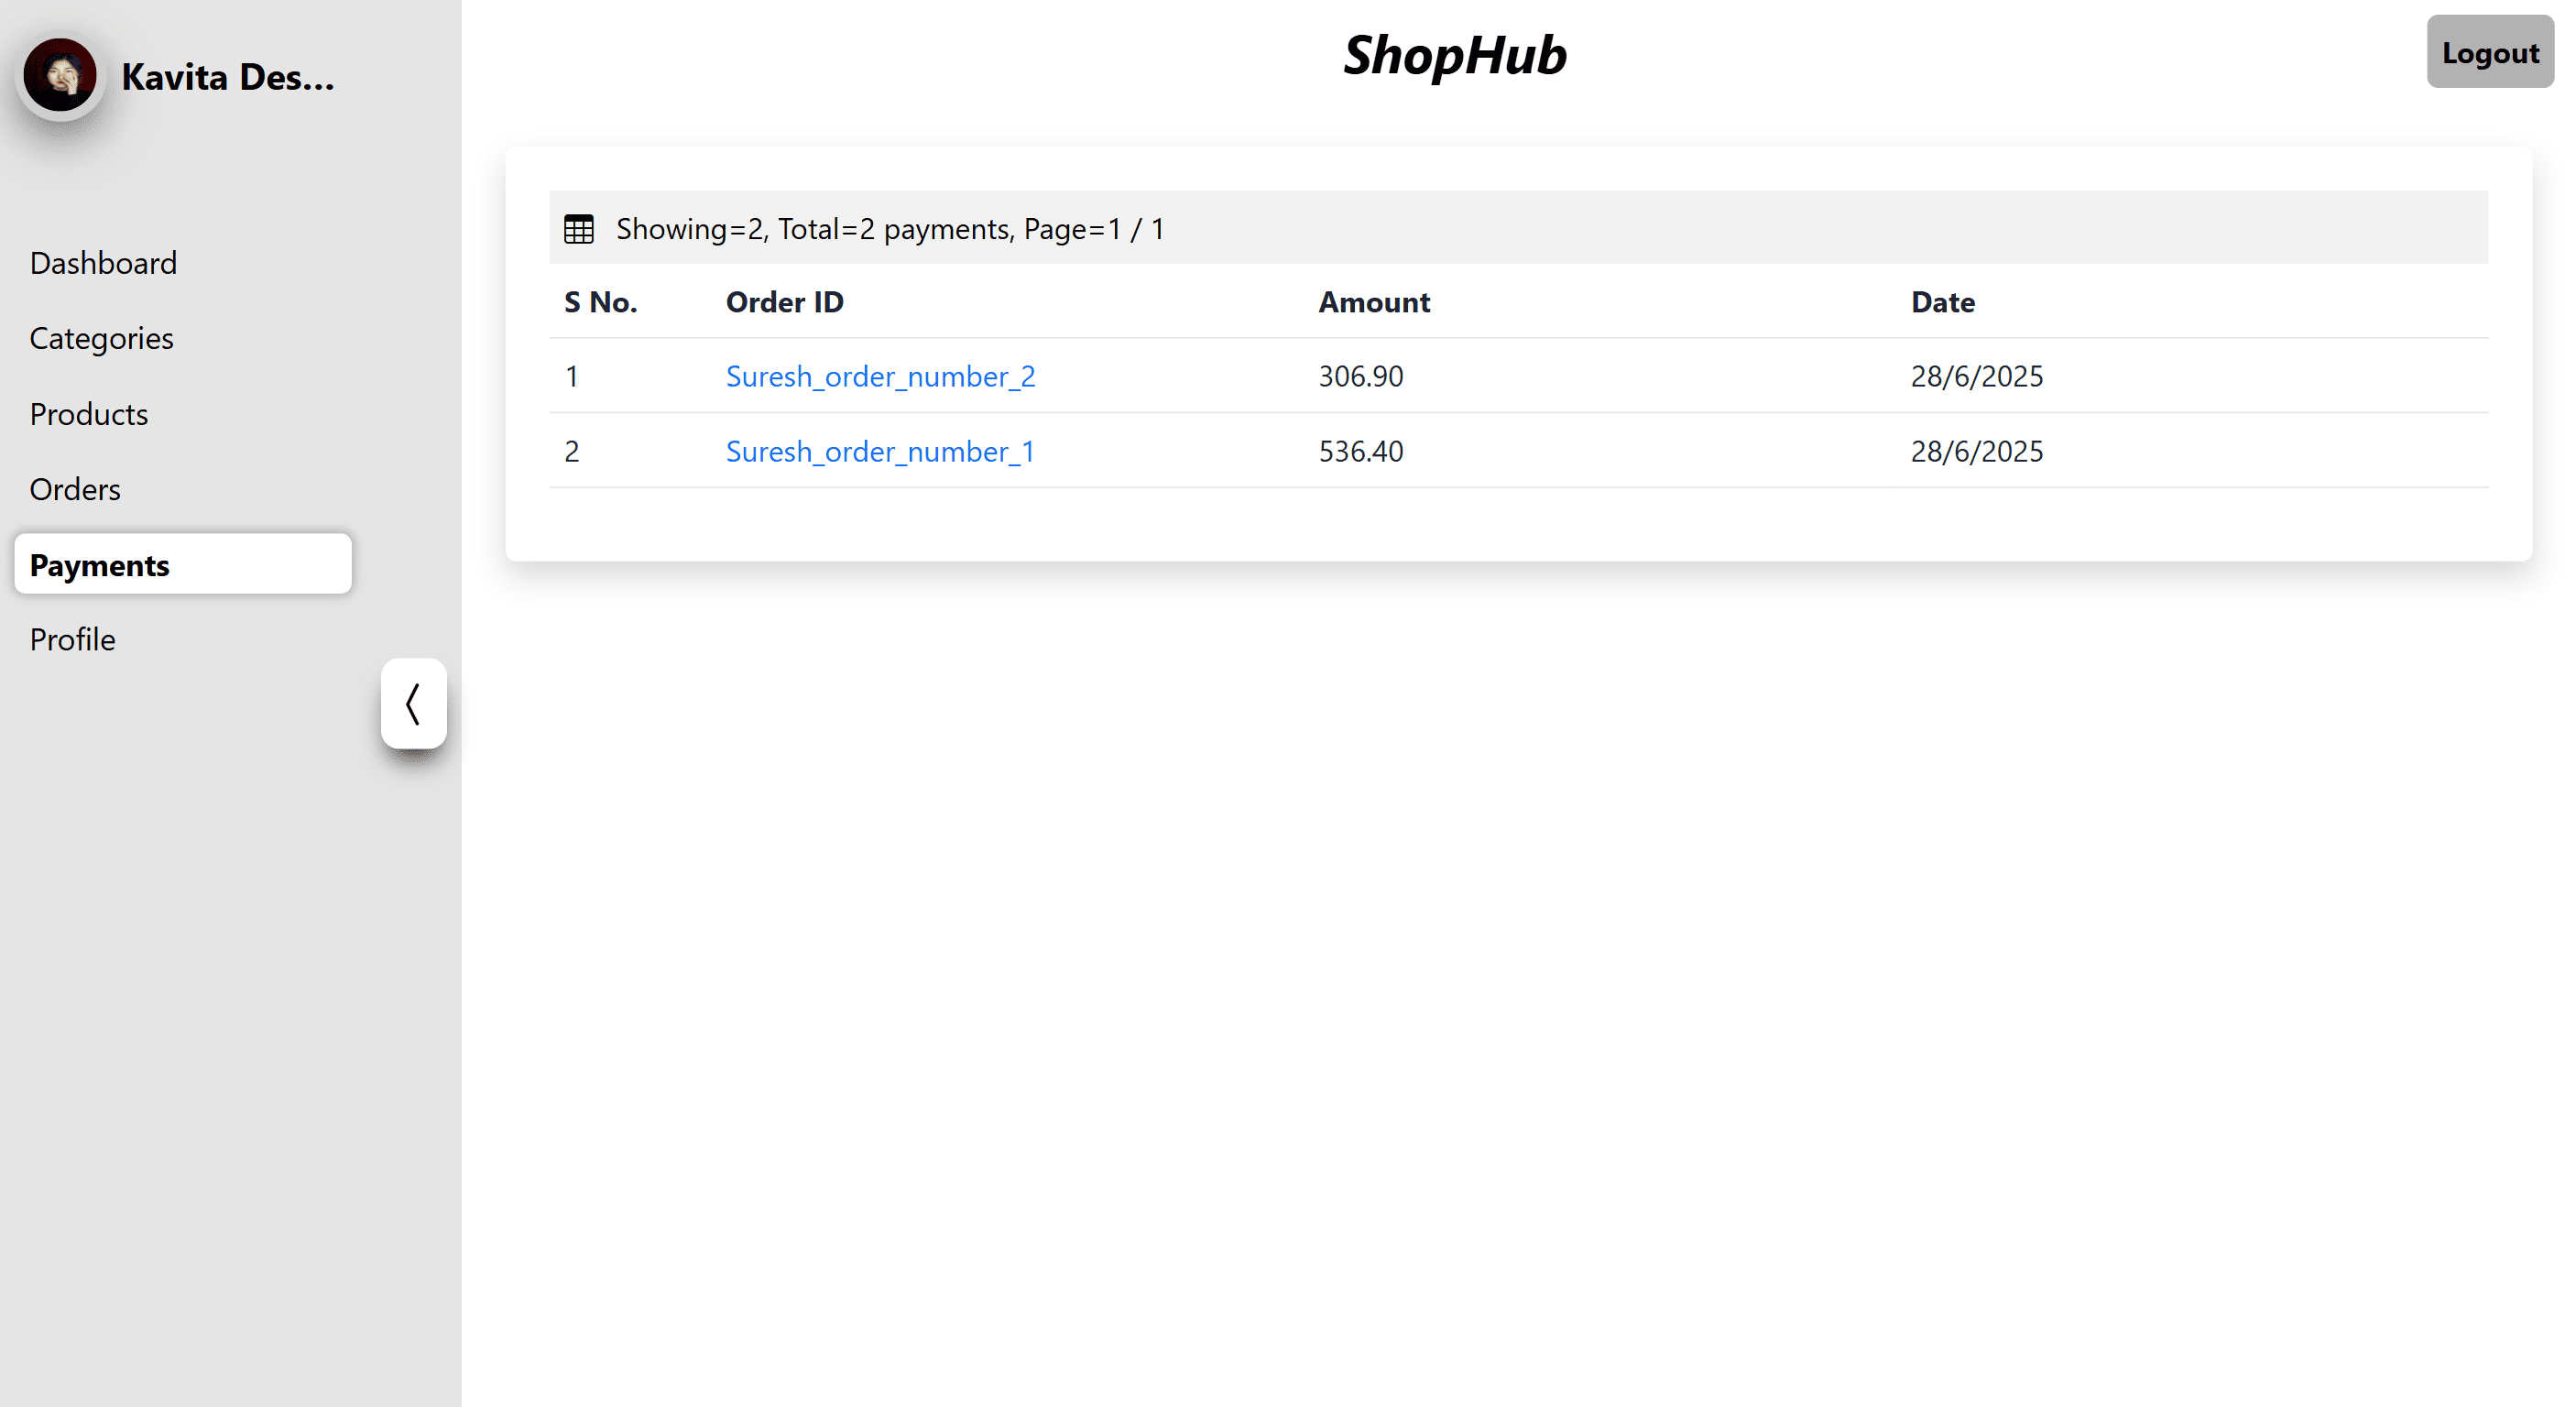 Kavita Des...
ShopHub
Logout
Dashboard
Categories
Products
Orders
Payments
Profile
Showing=2, Total=2 payments, Page=1 / 1
S No. Order ID Amount Date
1 Suresh_order_number_2 306.90 28/6/2025
2 Suresh_order_number_1 536.40 28/6/2025